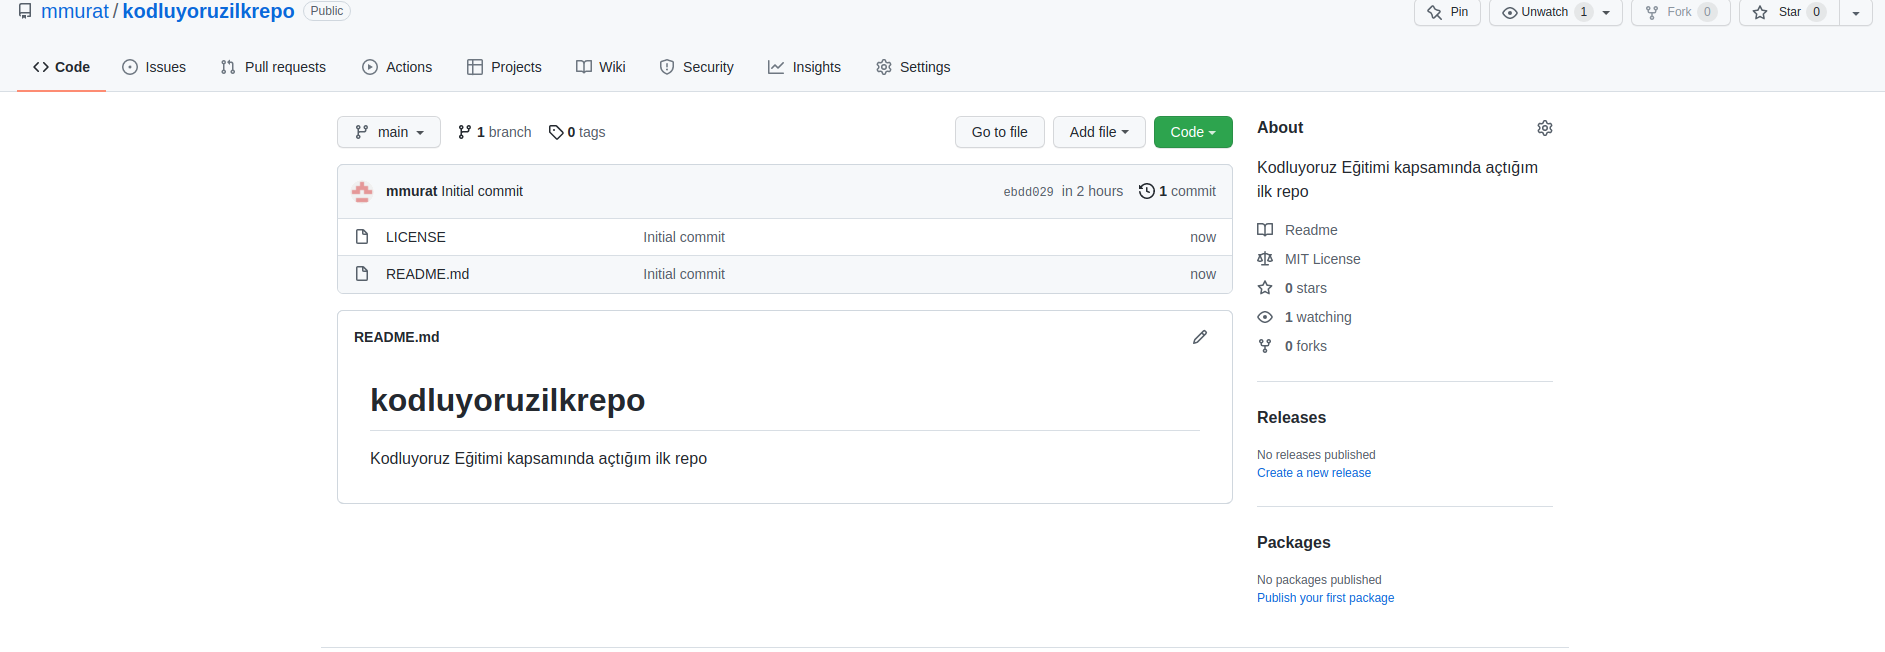 mmurat / kodluyoruzilkrepo Public
Pin Unwatch 1 Fork 0 Star 0
Code Issues Pull requests Actions Projects Wiki Security Insights Settings
main 1 branch 0 tags Go to file Add file Code
mmurat Initial commit ebdd029 in 2 hours 1 commit
LICENSE Initial commit now
README.md Initial commit now
README.md
kodluyoruzilkrepo
Kodluyoruz Eğitimi kapsamında açtığım ilk repo
About
Kodluyoruz Eğitimi kapsamında açtığım
ilk repo
Readme
MIT License
0 stars
1 watching
0 forks
Releases
No releases published
Create a new release
Packages
No packages published
Publish your first package